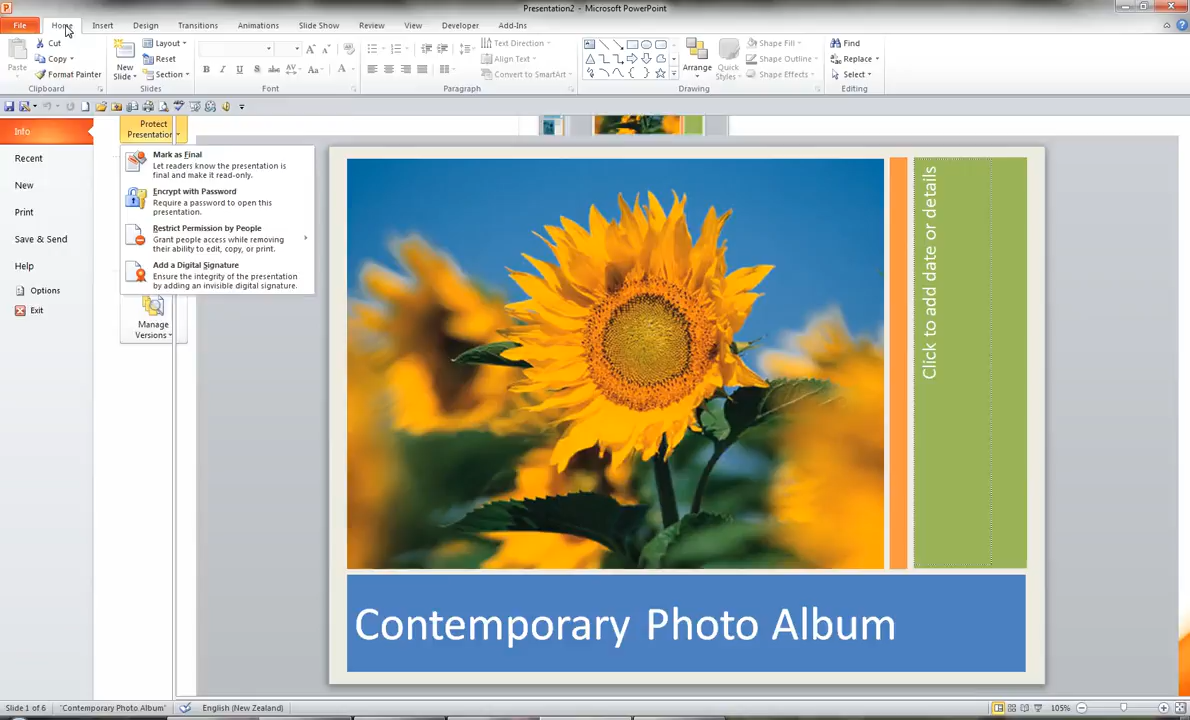 Presentation2 - Microsoft PowerPoint
File Home Insert Design Transitions Animations Slide Show Review View Developer Add-Ins
Paste
Cut
Copy
Format Painter
Clipboard
New
Slide
Layout
Reset
Section
Slides
B I U S abc AV Aa A
Font
Text Direction
Align Text
Convert to SmartArt
Paragraph
Arrange
Quick
Styles
Shape Fill
Shape Outline
Shape Effects
Drawing
Find
Replace
Select
Editing
Info
Recent
New
Print
Save & Send
Help
Options
Exit
Protect
Presentation
Mark as Final
Let readers know the presentation is
final and make it read-only.
Encrypt with Password
Require a password to open this
presentation.
Restrict Permission by People
Grant people access while removing
their ability to edit, copy, or print.
Add a Digital Signature
Ensure the integrity of the presentation
by adding an invisible digital signature.
Manage
Versions
Click to add date or details
Contemporary Photo Album
Slide 1 of 6 "Contemporary Photo Album" English (New Zealand) 105%